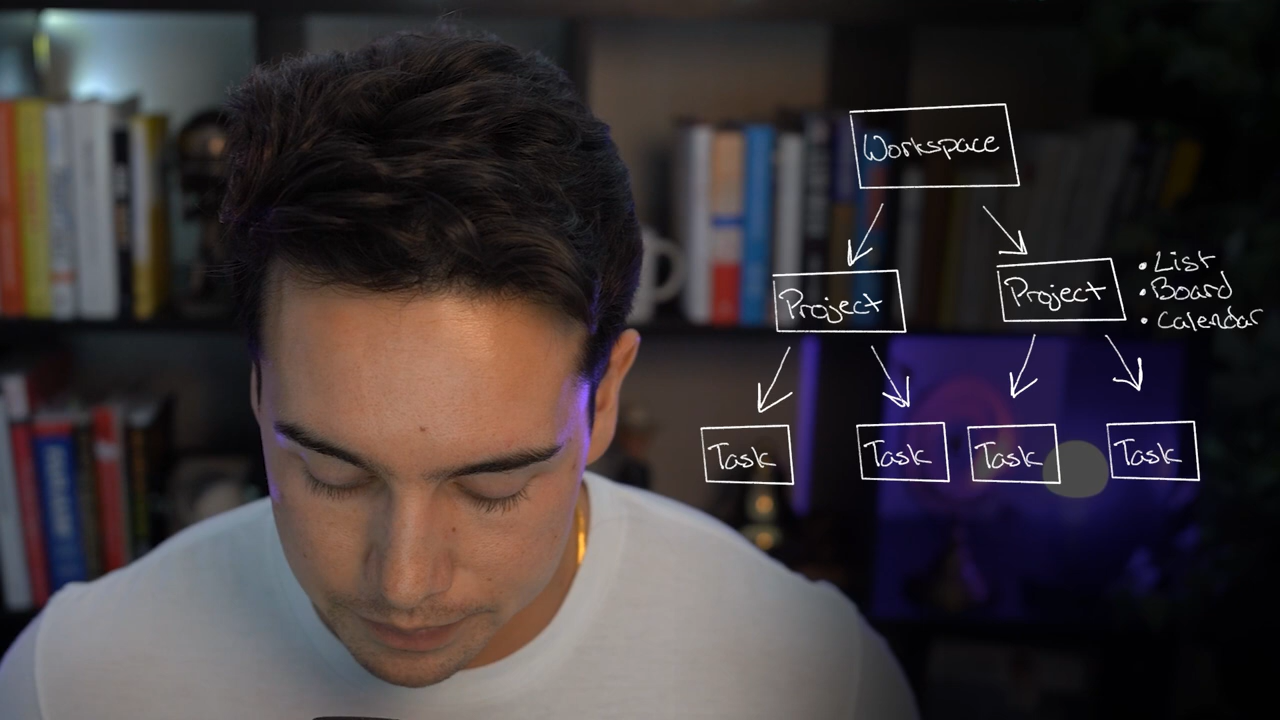 Workspace
Project
Project
• List
• Board
• Calendar
Task
Task
Task
Task